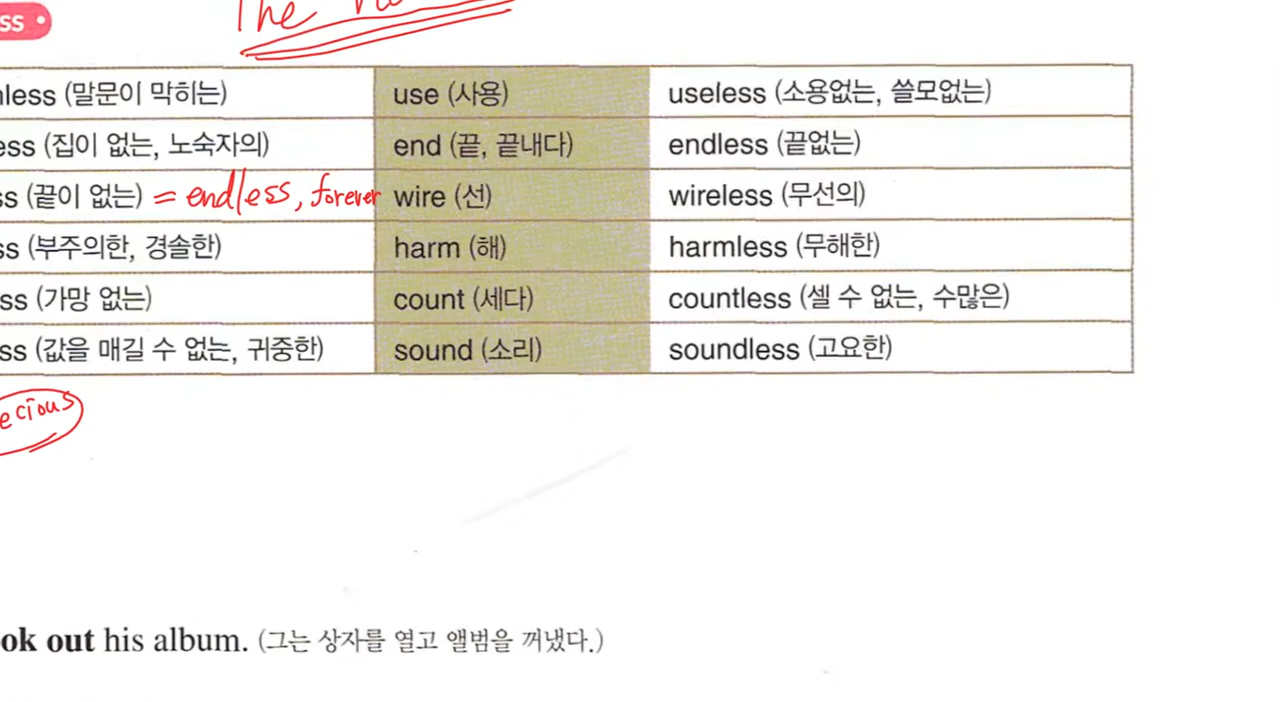 ss
The
nless (말문이 막히는) use (사용) useless (소용없는, 쓸모없는)
ess (집이 없는, 노숙자의) end (끝, 끝내다) endless (끝없는)
ss (끝이 없는) = endless, forever wire (선) wireless (무선의)
ss (부주의한, 경솔한) harm (해) harmless (무해한)
ss (가망 없는) count (세다) countless (셀 수 없는, 수많은)
ss (값을 매길 수 없는, 귀중한) sound (소리) soundless (고요한)
ecious
ok out his album. (그는 상자를 열고 앨범을 꺼냈다.)